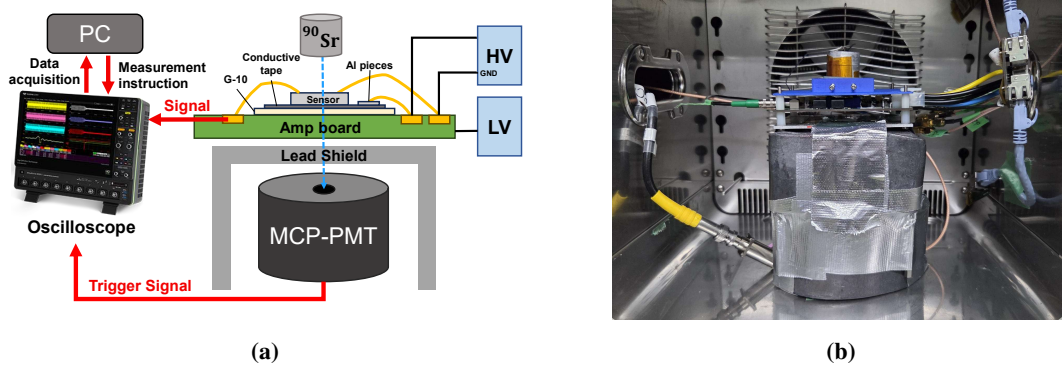 PC
Data
acquisition
Measurement
instruction
Signal
Oscilloscope
Trigger Signal
⁹⁰Sr
Conductive
tape
G-10
Al pieces
Sensor
HV
GND
LV
Amp board
Lead Shield
MCP-PMT
(a)
(b)